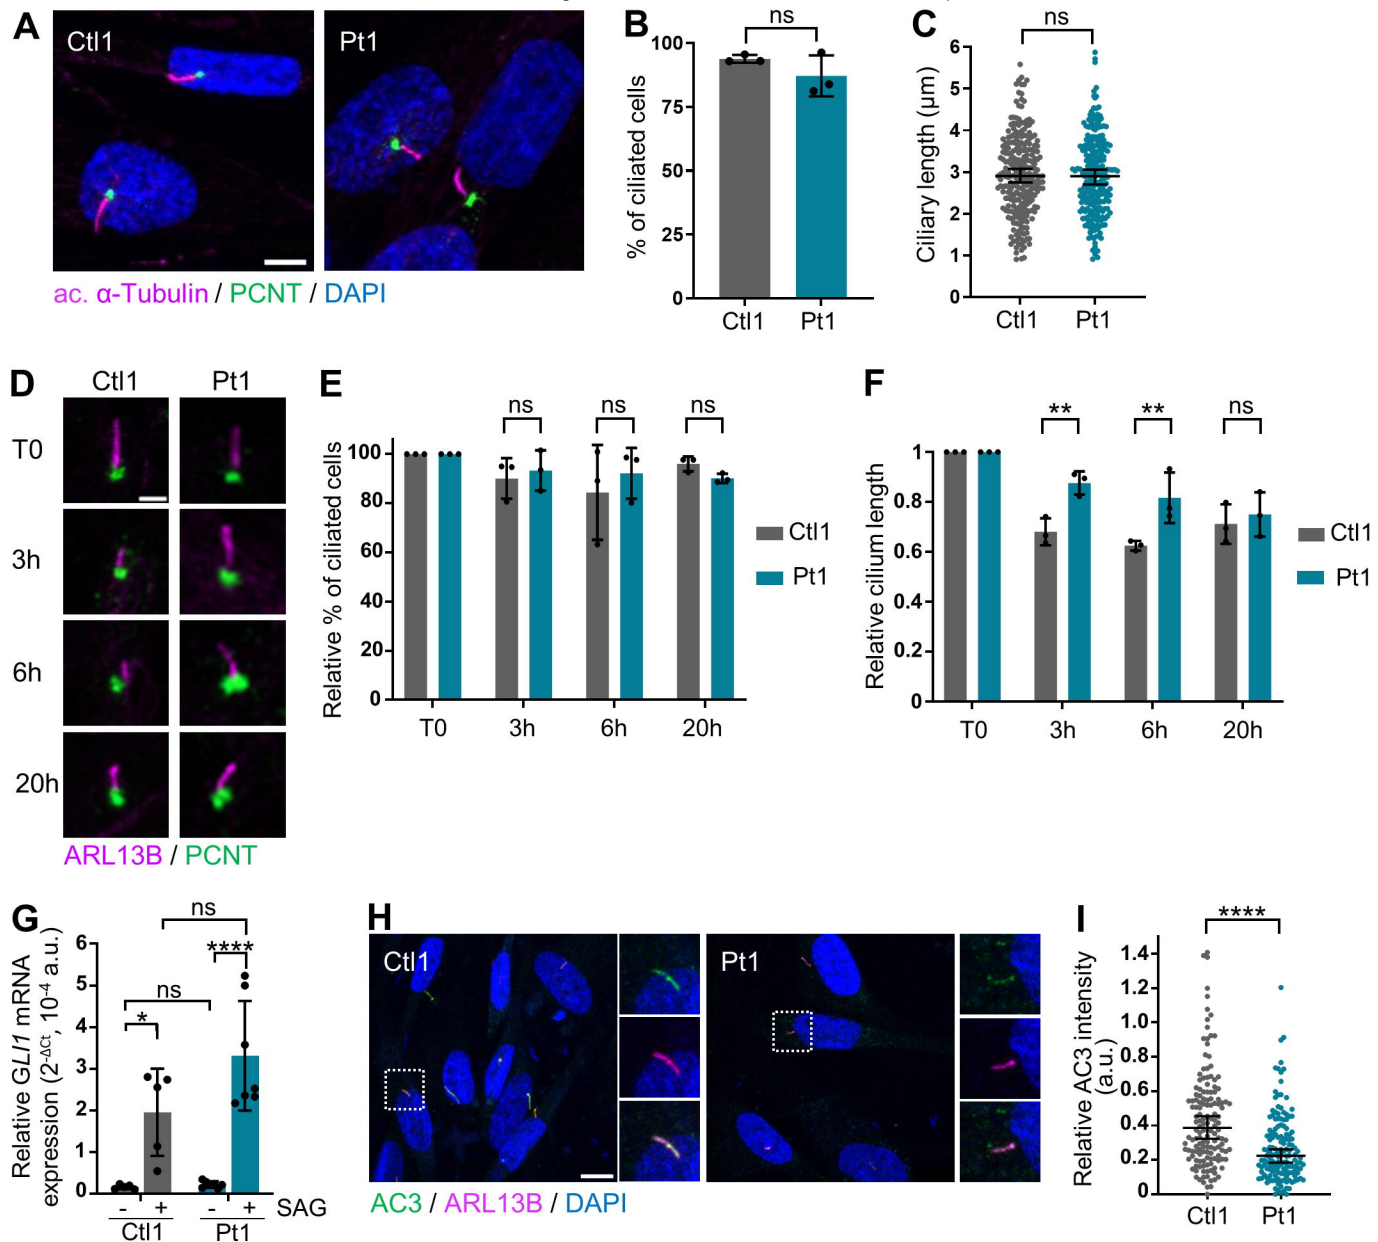 A
Ctl1
Pt1
ac. α-Tubulin / PCNT / DAPI
B
ns
% of ciliated cells
100
75
50
25
0
Ctl1
Pt1
C
ns
Ciliary length (µm)
6
5
4
3
2
1
0
Ctl1
Pt1
D
Ctl1
Pt1
T0
3h
6h
20h
ARL13B / PCNT
E
ns
ns
ns
Relative % of ciliated cells
100
80
60
40
20
0
T0
3h
6h
20h
Ctl1
Pt1
F
**
**
ns
Relative cilium length
1
0.8
0.6
0.4
0.2
0
T0
3h
6h
20h
Ctl1
Pt1
G
ns
****
ns
*
Relative GLI1 mRNA
expression (2-ΔCt, 10-4 a.u.)
6
5
4
3
2
1
0
- + - + SAG
Ctl1
Pt1
H
Ctl1
Pt1
AC3 / ARL13B / DAPI
I
****
Relative AC3 intensity
(a.u.)
1.4
1.2
1.0
0.8
0.6
0.4
0.2
0
Ctl1
Pt1